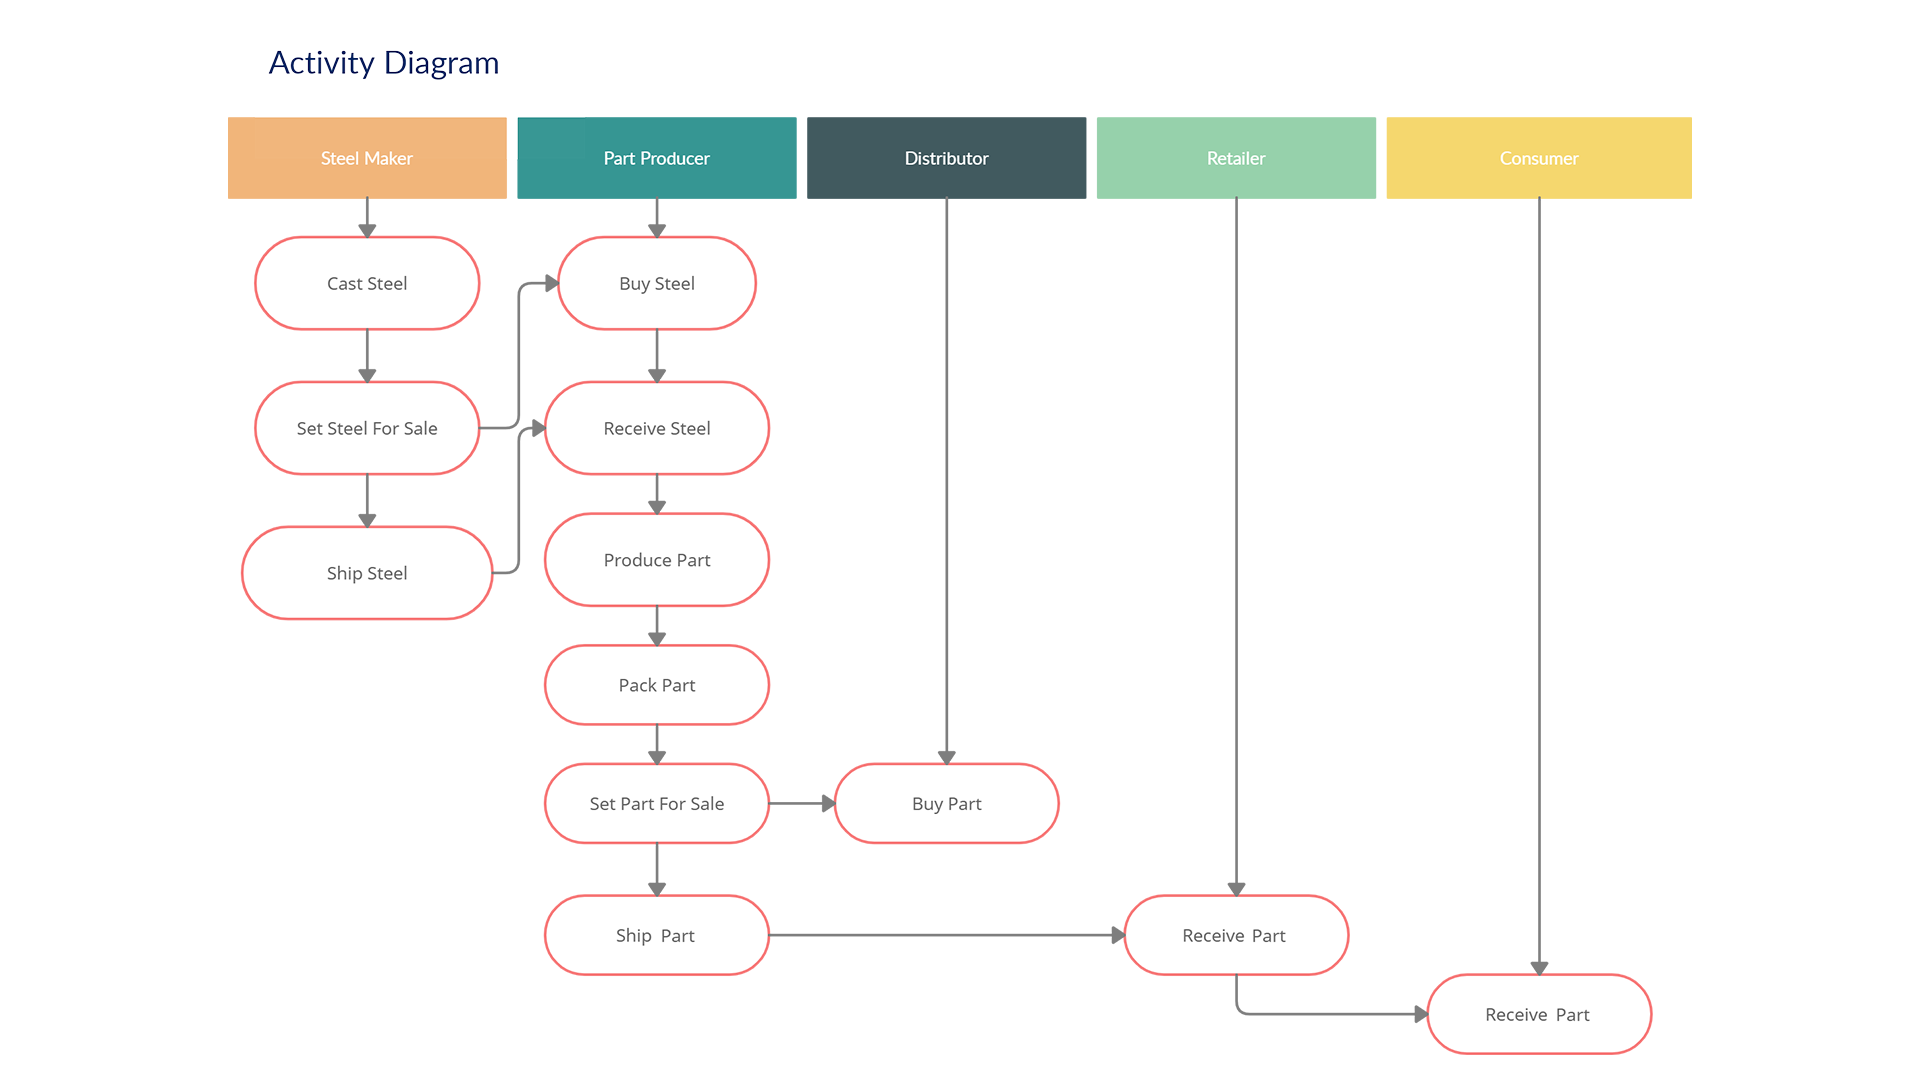 Activity Diagram
Steel Maker
Part Producer
Distributor
Retailer
Consumer
Cast Steel
Buy Steel
Set Steel For Sale
Receive Steel
Produce Part
Ship Steel
Pack Part
Set Part For Sale
Buy Part
Ship Part
Receive Part
Receive Part